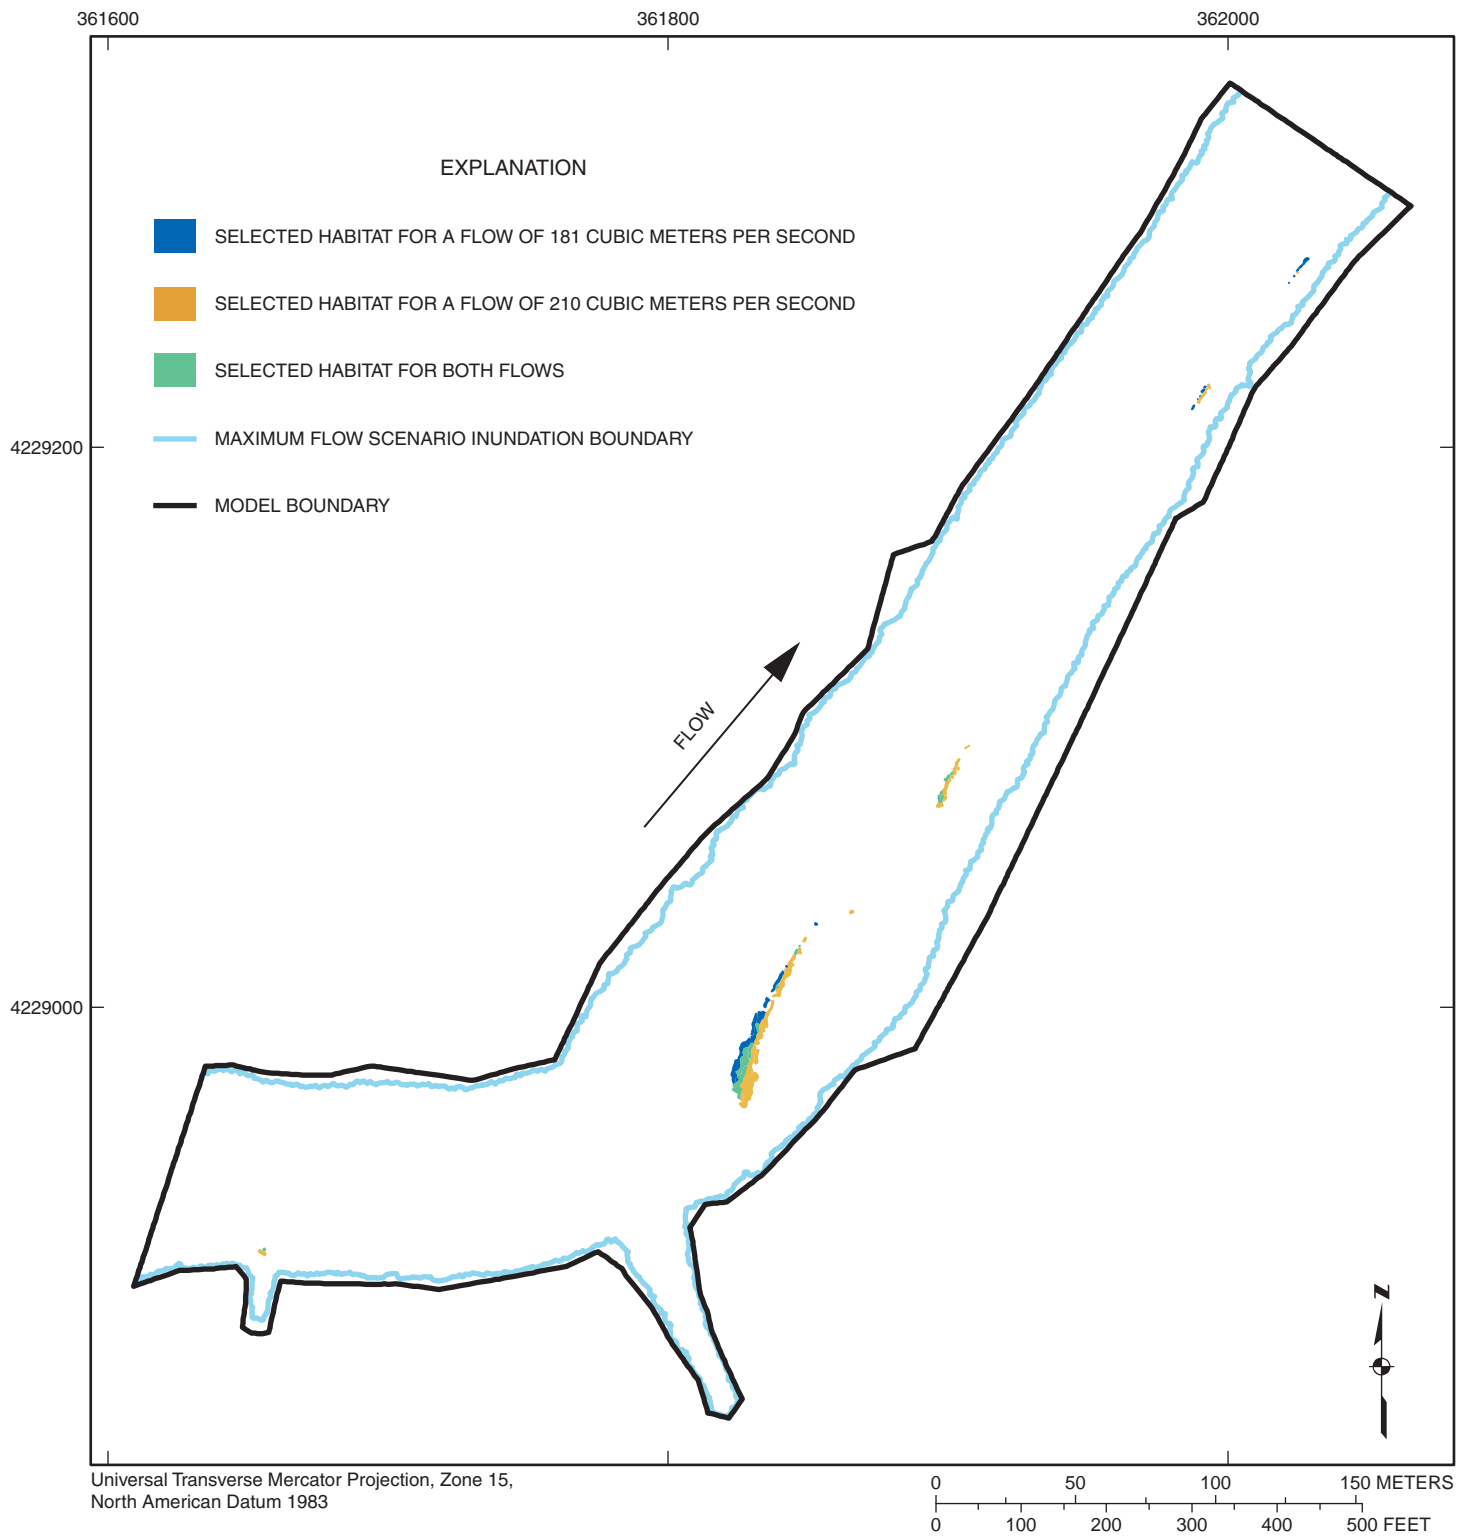 361600 361800 362000
EXPLANATION
SELECTED HABITAT FOR A FLOW OF 181 CUBIC METERS PER SECOND
SELECTED HABITAT FOR A FLOW OF 210 CUBIC METERS PER SECOND
SELECTED HABITAT FOR BOTH FLOWS
MAXIMUM FLOW SCENARIO INUNDATION BOUNDARY
4229200
MODEL BOUNDARY
FLOW
4229000
N
Universal Transverse Mercator Projection, Zone 15,
North American Datum 1983
0 50 100 150 METERS
0 100 200 300 400 500 FEET